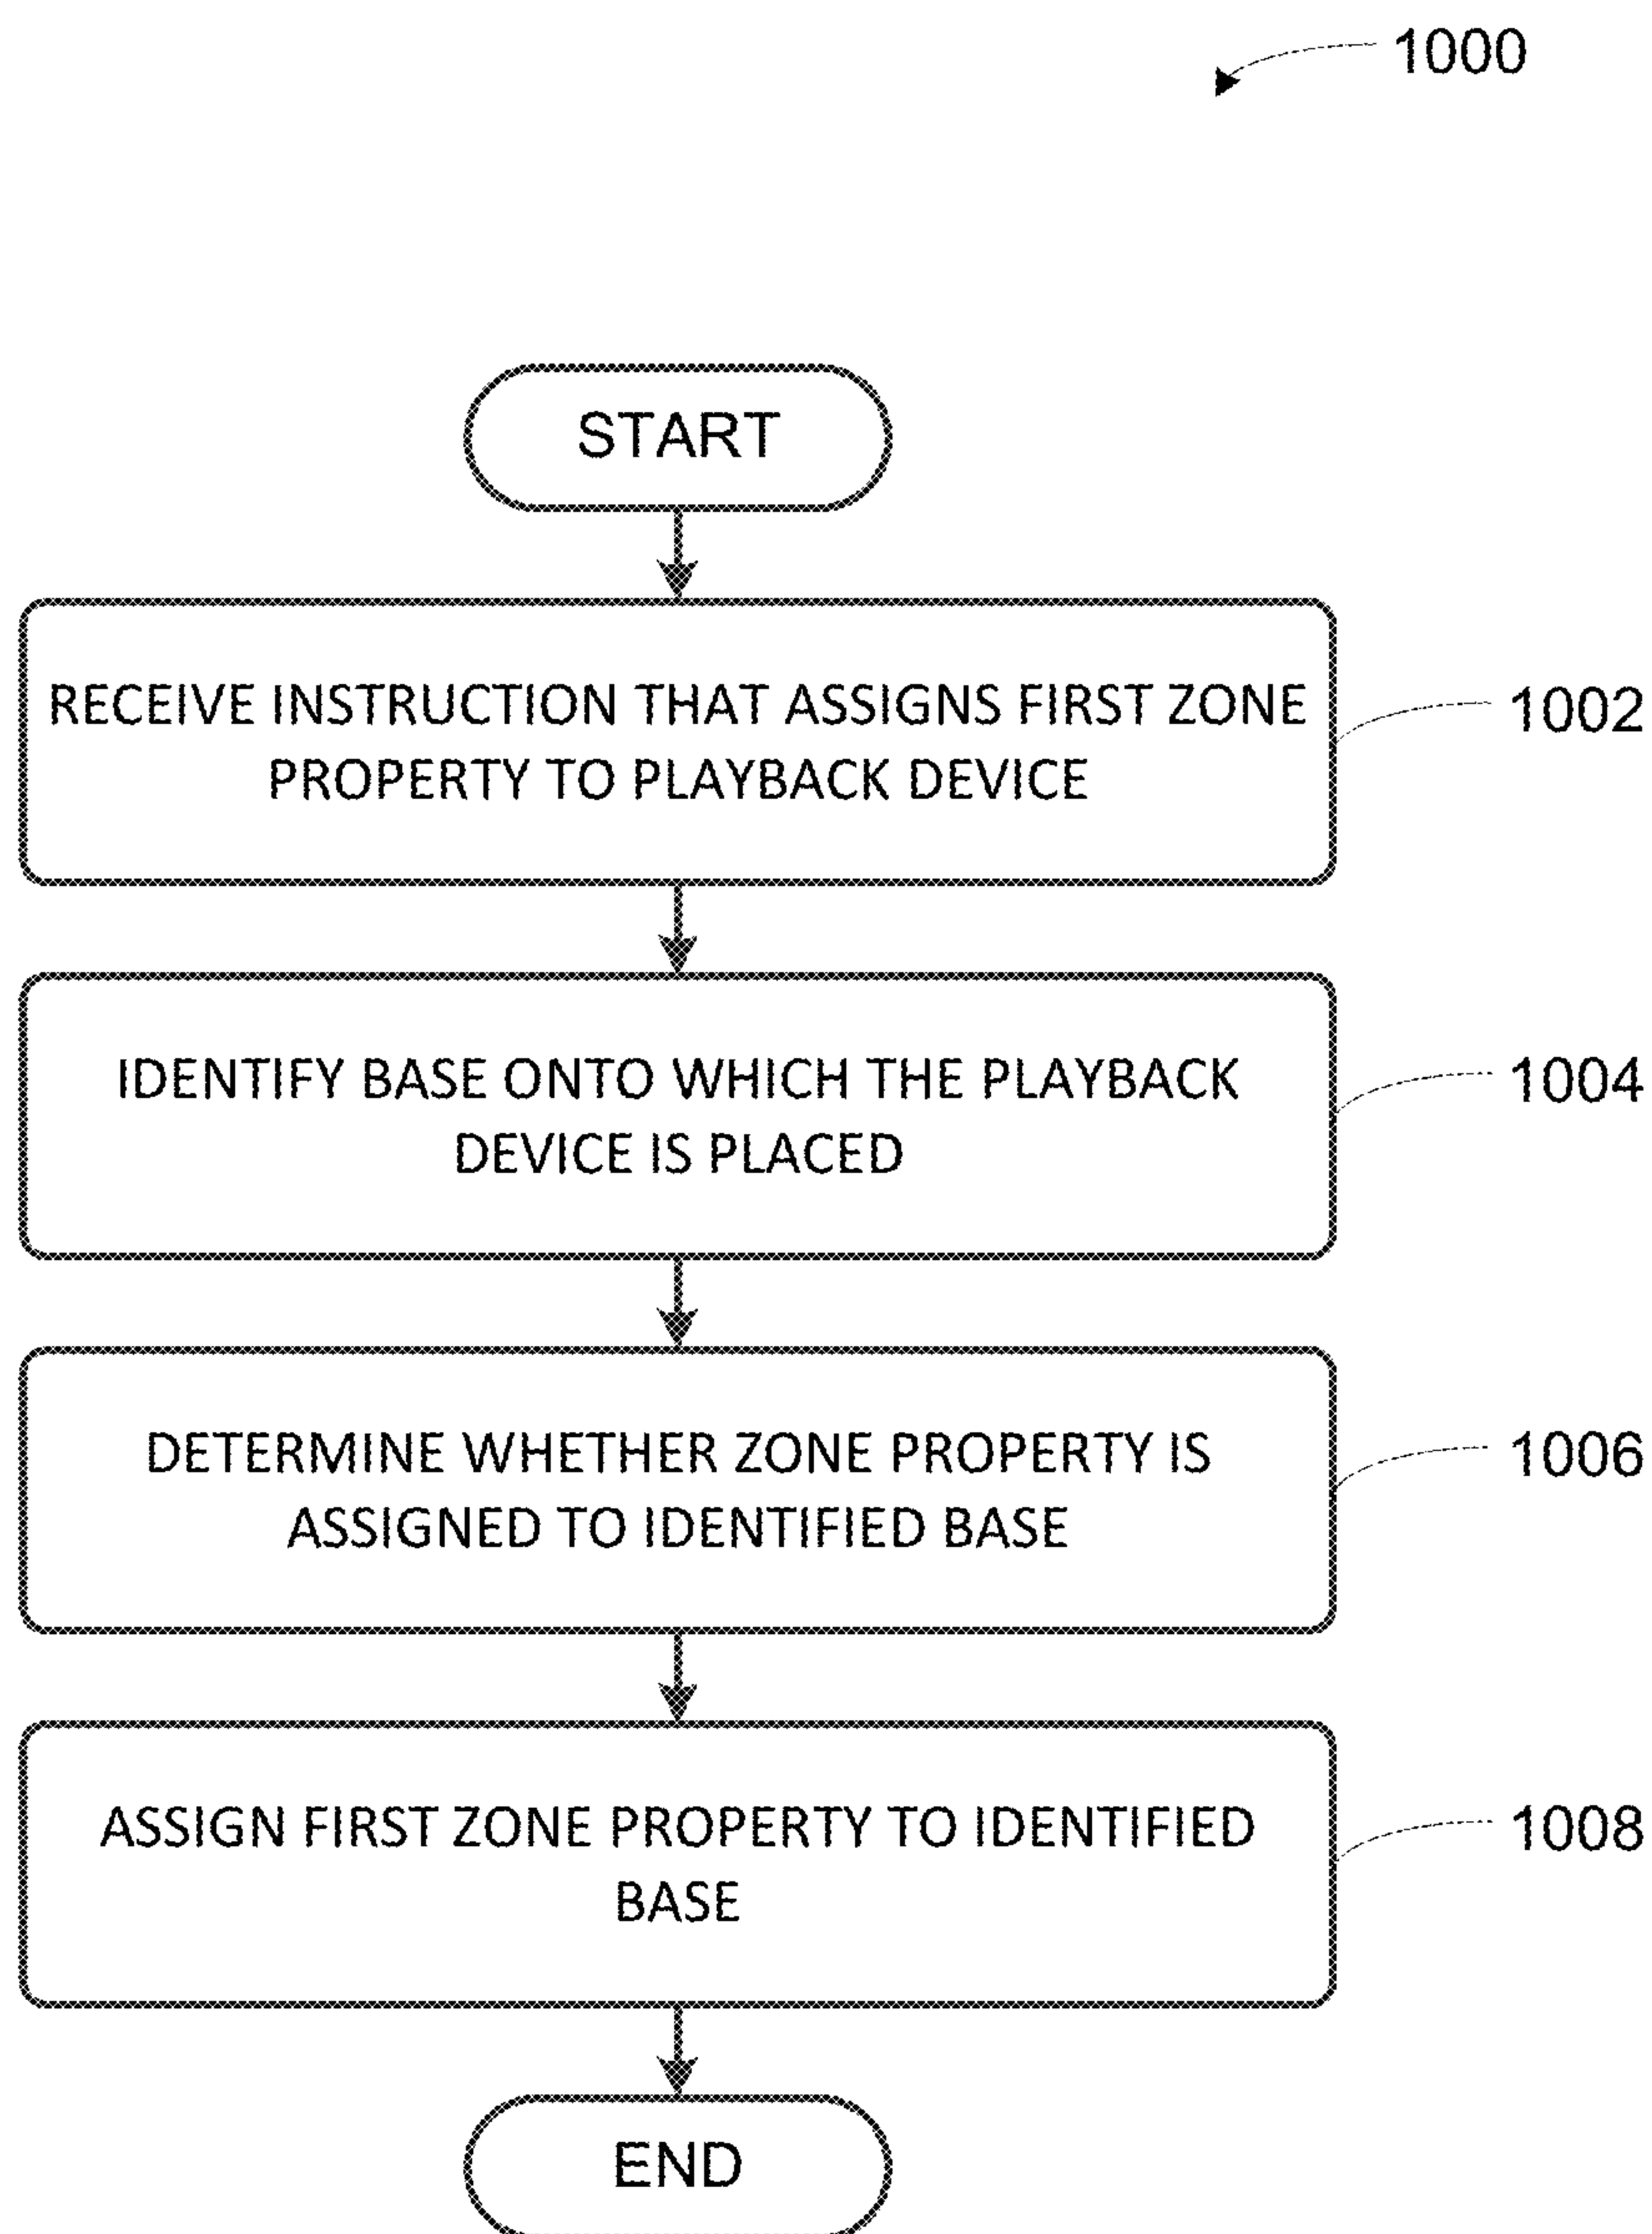 1000
START
RECEIVE INSTRUCTION THAT ASSIGNS FIRST ZONE
PROPERTY TO PLAYBACK DEVICE
1002
IDENTIFY BASE ONTO WHICH THE PLAYBACK
DEVICE IS PLACED
1004
DETERMINE WHETHER ZONE PROPERTY IS
ASSIGNED TO IDENTIFIED BASE
1006
ASSIGN FIRST ZONE PROPERTY TO IDENTIFIED
BASE
1008
END